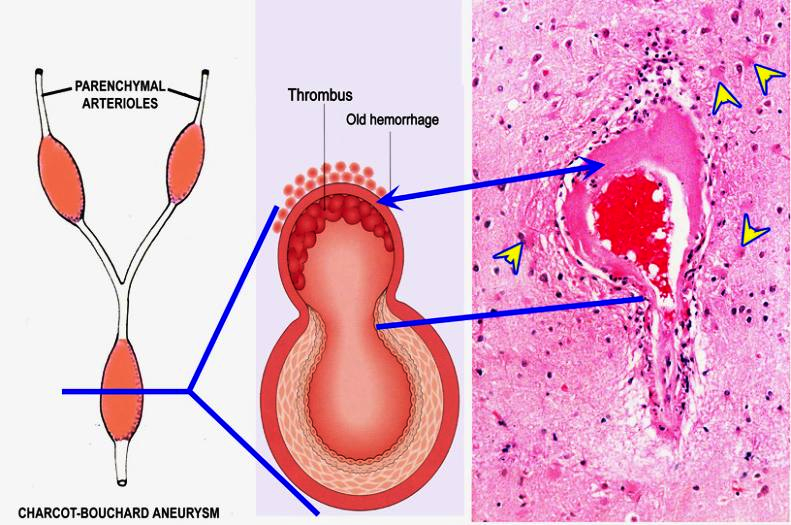 PARENCHYMAL
ARTERIOLES
Thrombus
Old hemorrhage
CHARCOT-BOUCHARD ANEURYSM